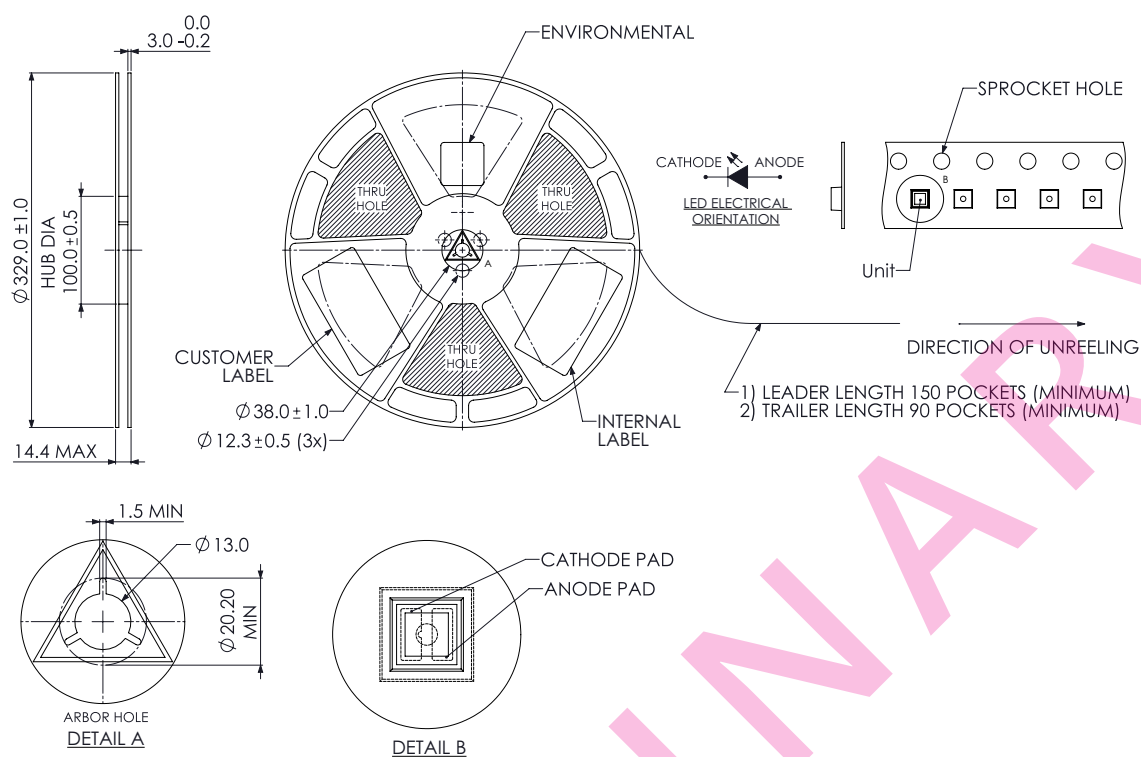 0.0
3.0 -0.2
ENVIRONMENTAL
SPROCKET HOLE
CATHODE
ANODE
LED ELECTRICAL
ORIENTATION
B
Unit
THRU
HOLE
THRU
HOLE
A
Ø 329.0 ±1.0
HUB DIA
100.0 ±0.5
DIRECTION OF UNREELING
CUSTOMER
LABEL
THRU
HOLE
1) LEADER LENGTH 150 POCKETS (MINIMUM)
2) TRAILER LENGTH 90 POCKETS (MINIMUM)
Ø 38.0 ±1.0
Ø 12.3 ±0.5 (3x)
INTERNAL
LABEL
14.4 MAX
1.5 MIN
Ø 13.0
Ø 20.20
MIN
ARBOR HOLE
DETAIL A
CATHODE PAD
ANODE PAD
DETAIL B
INARY